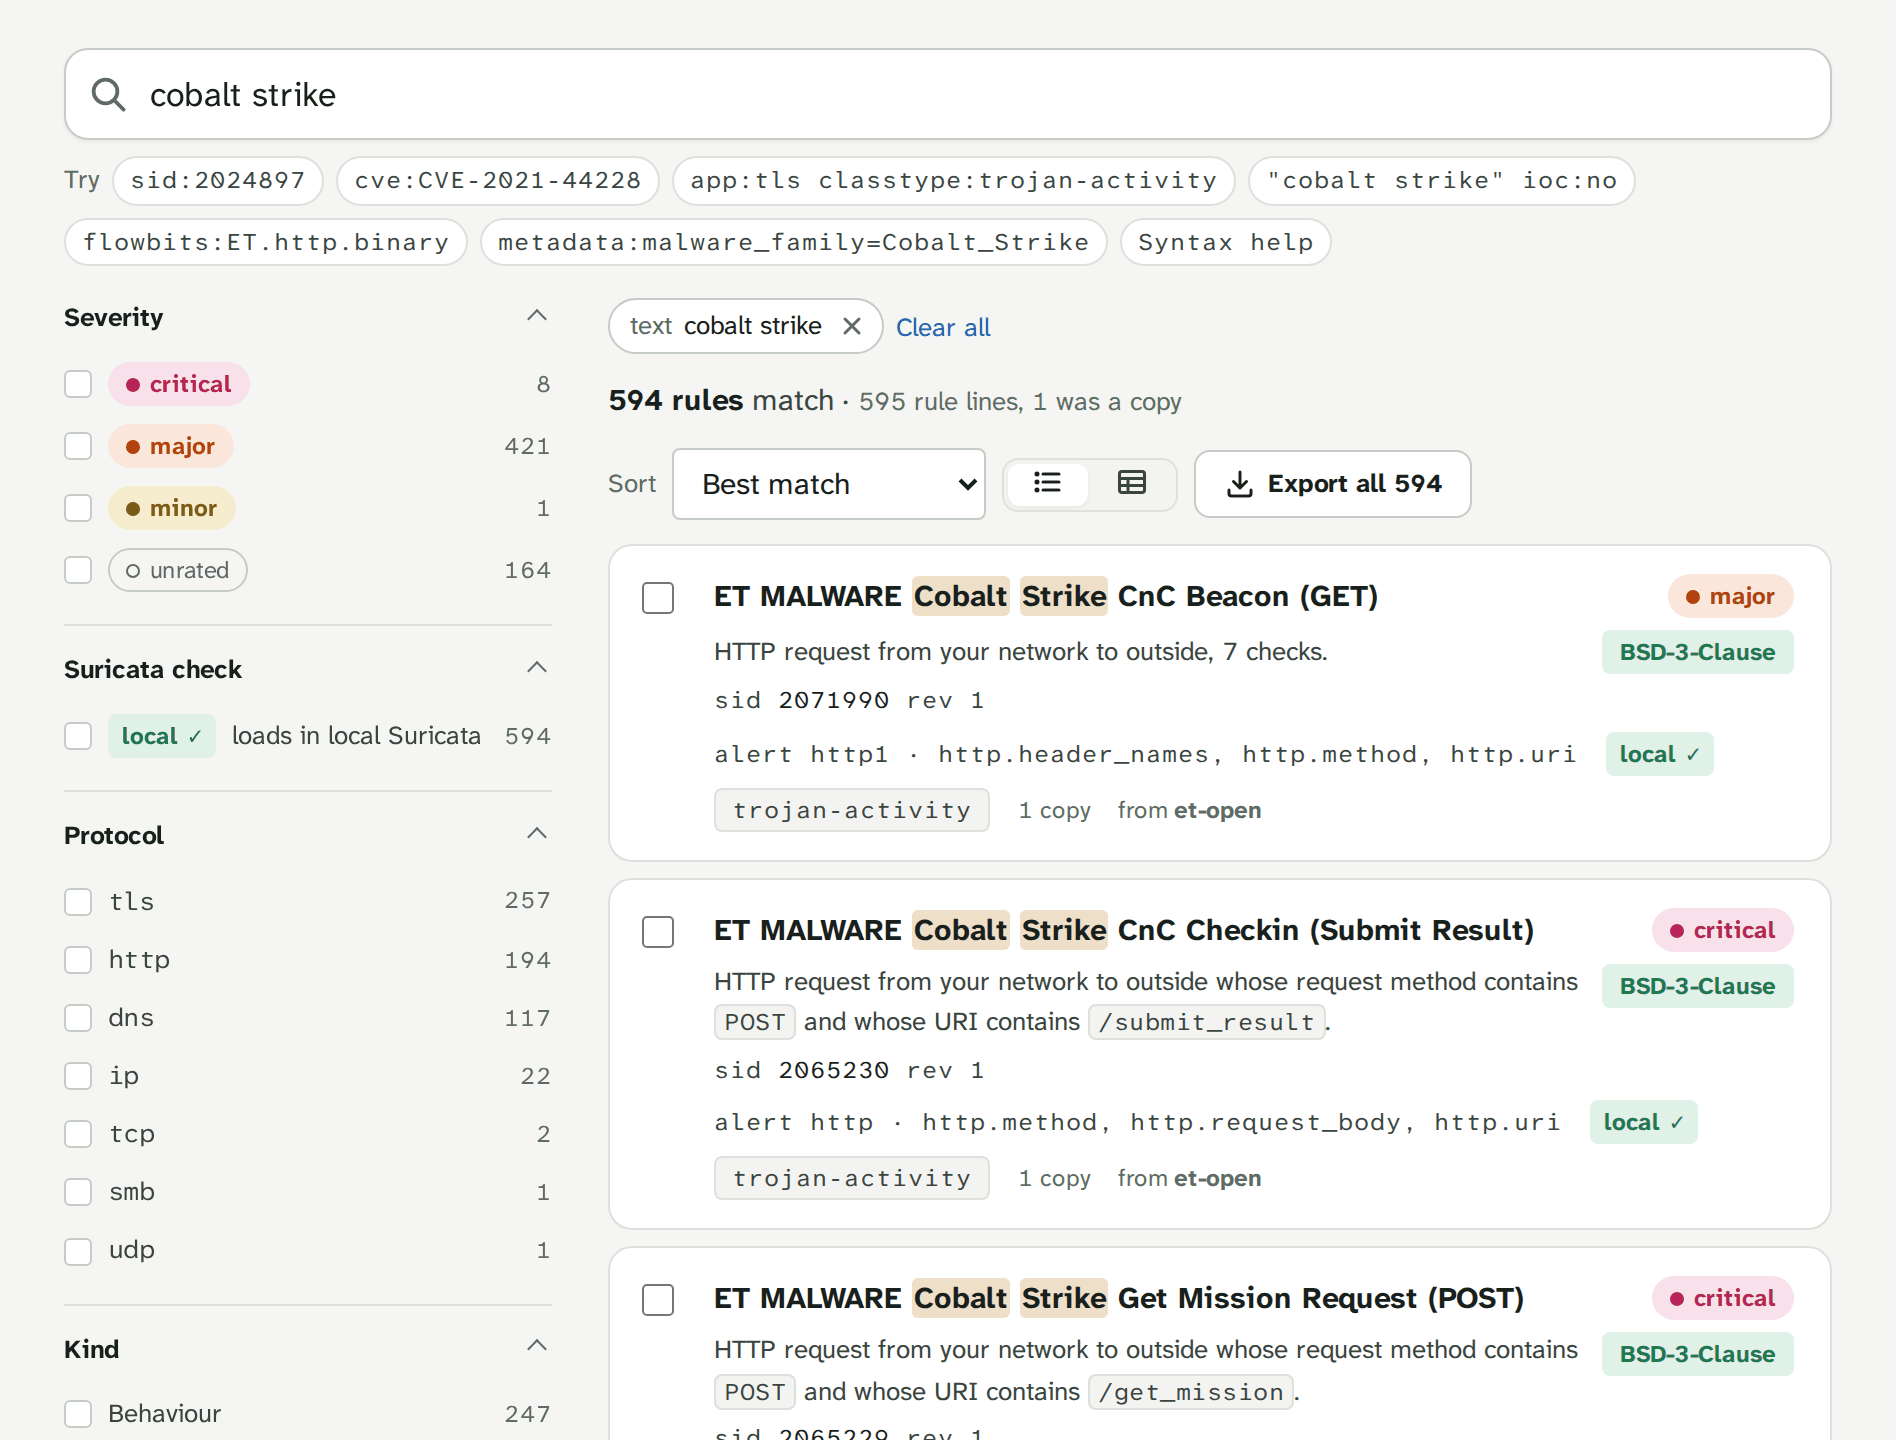 cobalt strike
Try sid:2024897 cve:CVE-2021-44228 app:tls classtype:trojan-activity "cobalt strike" ioc:no
flowbits:ET.http.binary metadata:malware_family=Cobalt_Strike Syntax help
Severity
critical 8
major 421
minor 1
unrated 164
Suricata check
local ✓ loads in local Suricata 594
Protocol
tls 257
http 194
dns 117
ip 22
tcp 2
smb 1
udp 1
Kind
Behaviour 247
text cobalt strike Clear all
594 rules match · 595 rule lines, 1 was a copy
Sort Best match Export all 594
ET MALWARE Cobalt Strike CnC Beacon (GET) major
HTTP request from your network to outside, 7 checks. BSD-3-Clause
sid 2071990 rev 1
alert http1 · http.header_names, http.method, http.uri local ✓
trojan-activity 1 copy from et-open
ET MALWARE Cobalt Strike CnC Checkin (Submit Result) critical
HTTP request from your network to outside whose request method contains BSD-3-Clause
POST and whose URI contains /submit_result.
sid 2065230 rev 1
alert http · http.method, http.request_body, http.uri local ✓
trojan-activity 1 copy from et-open
ET MALWARE Cobalt Strike Get Mission Request (POST) critical
HTTP request from your network to outside whose request method contains BSD-3-Clause
POST and whose URI contains /get_mission.
sid 2065229 rev 1